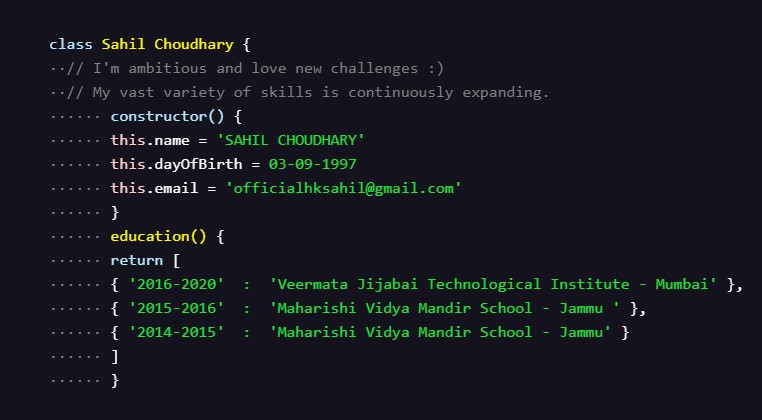 class Sahil Choudhary {
··// I'm ambitious and love new challenges :)
··// My vast variety of skills is continuously expanding.
······ constructor() {
······ this.name = 'SAHIL CHOUDHARY'
······ this.dayOfBirth = 03-09-1997
······ this.email = 'officialhksahil@gmail.com'
······ }
······ education() {
······ return [
······ { '2016-2020'  :  'Veermata Jijabai Technological Institute - Mumbai' },
······ { '2015-2016'  :  'Maharishi Vidya Mandir School - Jammu ' },
······ { '2014-2015'  :  'Maharishi Vidya Mandir School - Jammu' }
······ ]
······ }